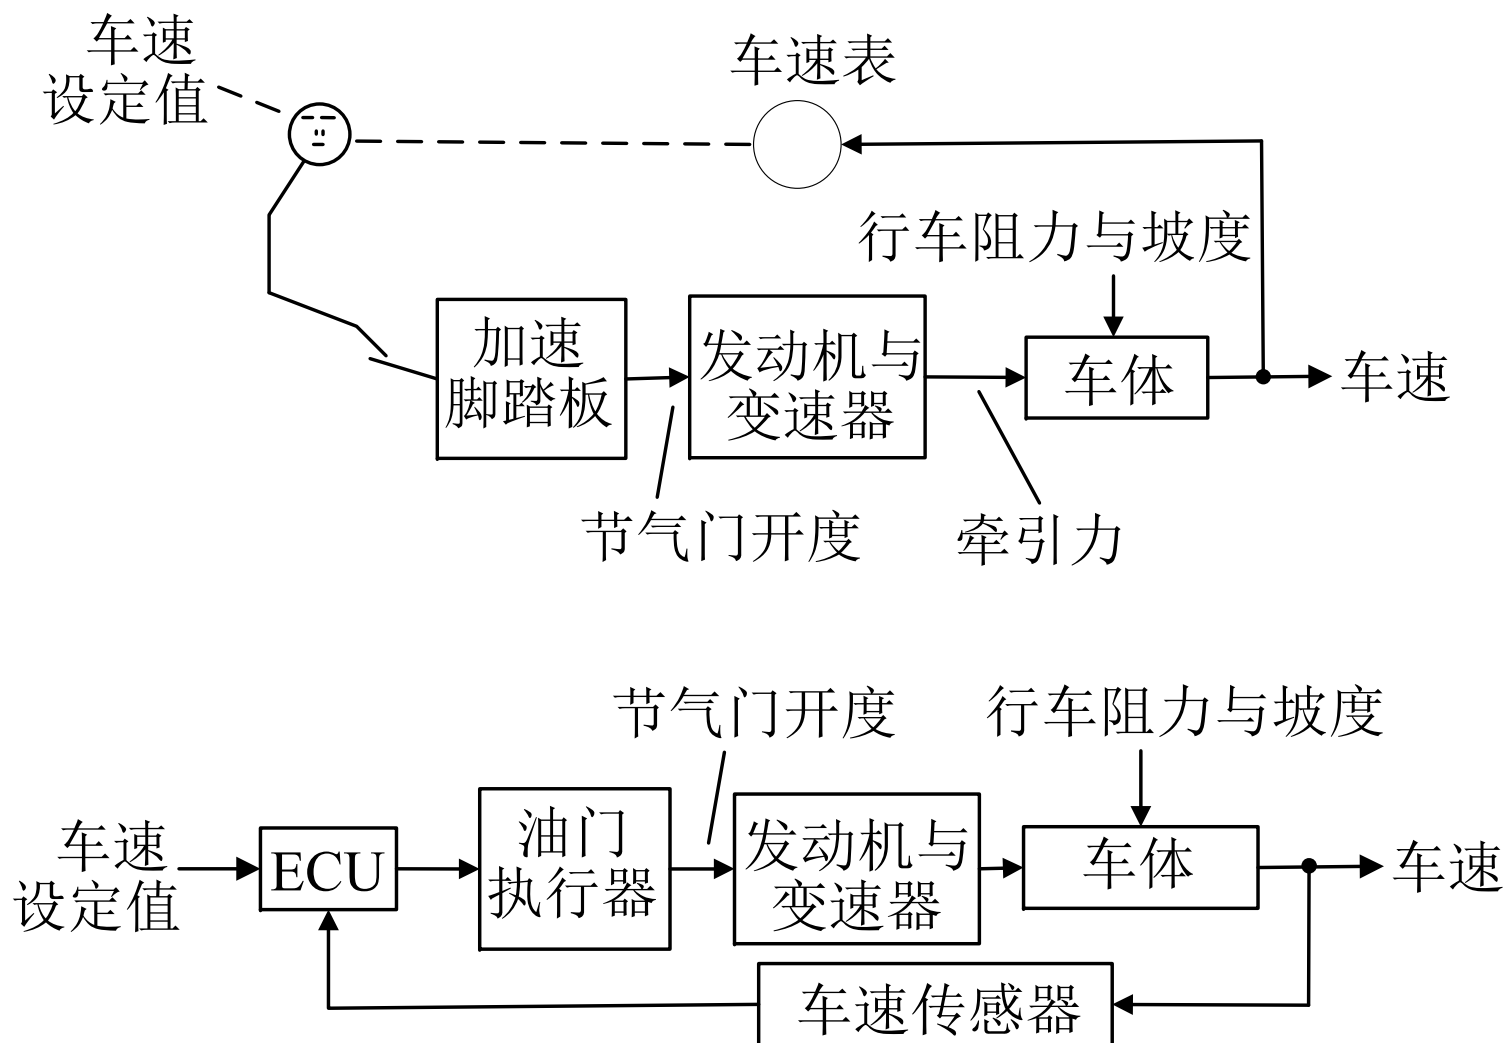 车速
设定值
车速表
行车阻力与坡度
加速
脚踏板
发动机与
变速器
车体
车速
节气门开度
牵引力
节气门开度
行车阻力与坡度
车速
设定值
ECU
油门
执行器
发动机与
变速器
车体
车速
车速传感器